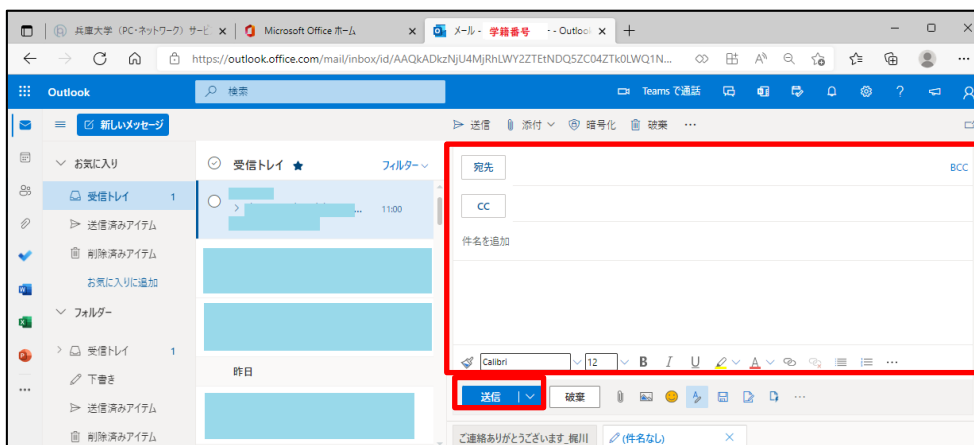 兵庫大学 (PC・ネットワーク) サービ
Microsoft Office ホーム
メール - 学籍番号 - - Outlook
https://outlook.office.com/mail/inbox/id/AAQkADkzNjU4MjRhLWY2ZTEtNDQ5ZC04ZTk0LWQ1N...
Outlook
検索
Teams で通話
新しいメッセージ
送信 添付 暗号化 破棄 …
お気に入り
受信トレイ ★ フィルター
宛先 BCC
受信トレイ 1
... 11:00
CC
送信済みアイテム
件名を追加
削除済みアイテム
お気に入りに追加
フォルダー
受信トレイ 1
Calibri 12 B I U A …
昨日
下書き
送信 破棄 …
送信済みアイテム
削除済みアイテム
ご連絡ありがとうございます_梶川 (件名なし)